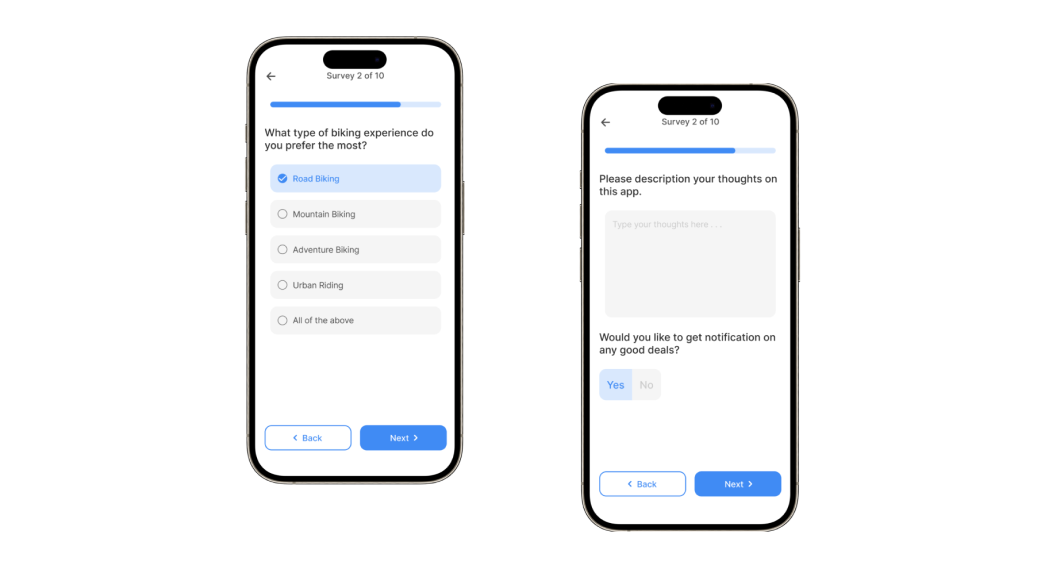 Survey 2 of 10
What type of biking experience do
you prefer the most?
Road Biking
Mountain Biking
Adventure Biking
Urban Riding
All of the above
Back
Next
Survey 2 of 10
Please description your thoughts on
this app.
Type your thoughts here . . .
Would you like to get notification on
any good deals?
Yes No
Back
Next